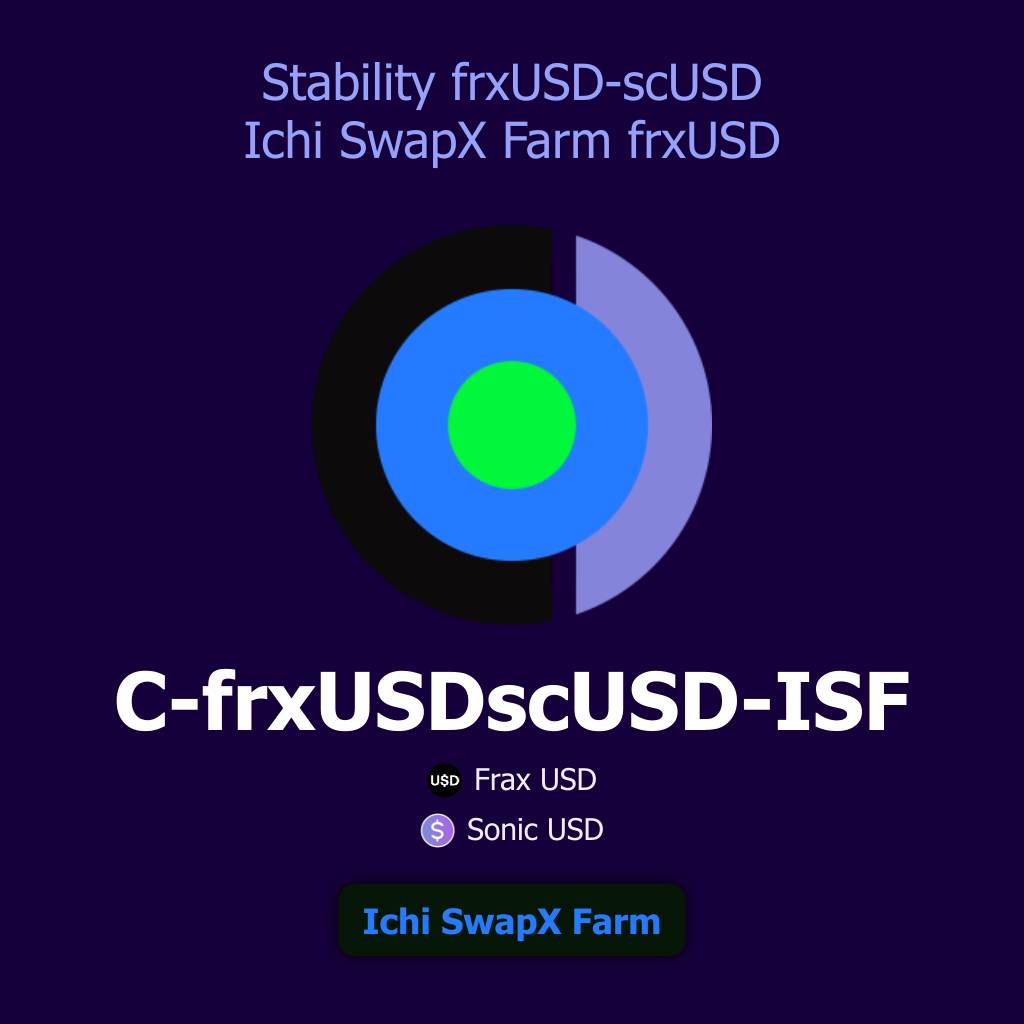 Stability frxUSD-scUSD
Ichi SwapX Farm frxUSD
C-frxUSDscUSD-ISF
U$D Frax USD
$ Sonic USD
Ichi SwapX Farm